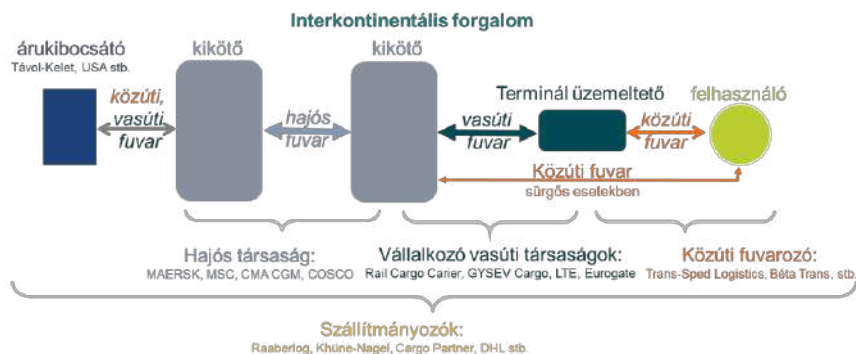 Interkontinentális forgalom
árukibocsátó
Távol-Kelet, USA stb.
kikötő
kikötő
Terminál üzemeltető
felhasználó
közúti,
vasúti
fuvar
hajós
fuvar
vasúti
fuvar
közúti
fuvar
Közúti fuvar
sürgős esetekben
Hajós társaság:
MAERSK, MSC, CMA CGM, COSCO
Vállalkozó vasúti társaságok:
Rail Cargo Carier, GYSEV Cargo, LTE, Eurogate
Közúti fuvarozó:
Trans-Sped Logistics, Béta Trans, stb.
Szállítmányozók:
Raaberlog, Khüne-Nagel, Cargo Partner, DHL stb.